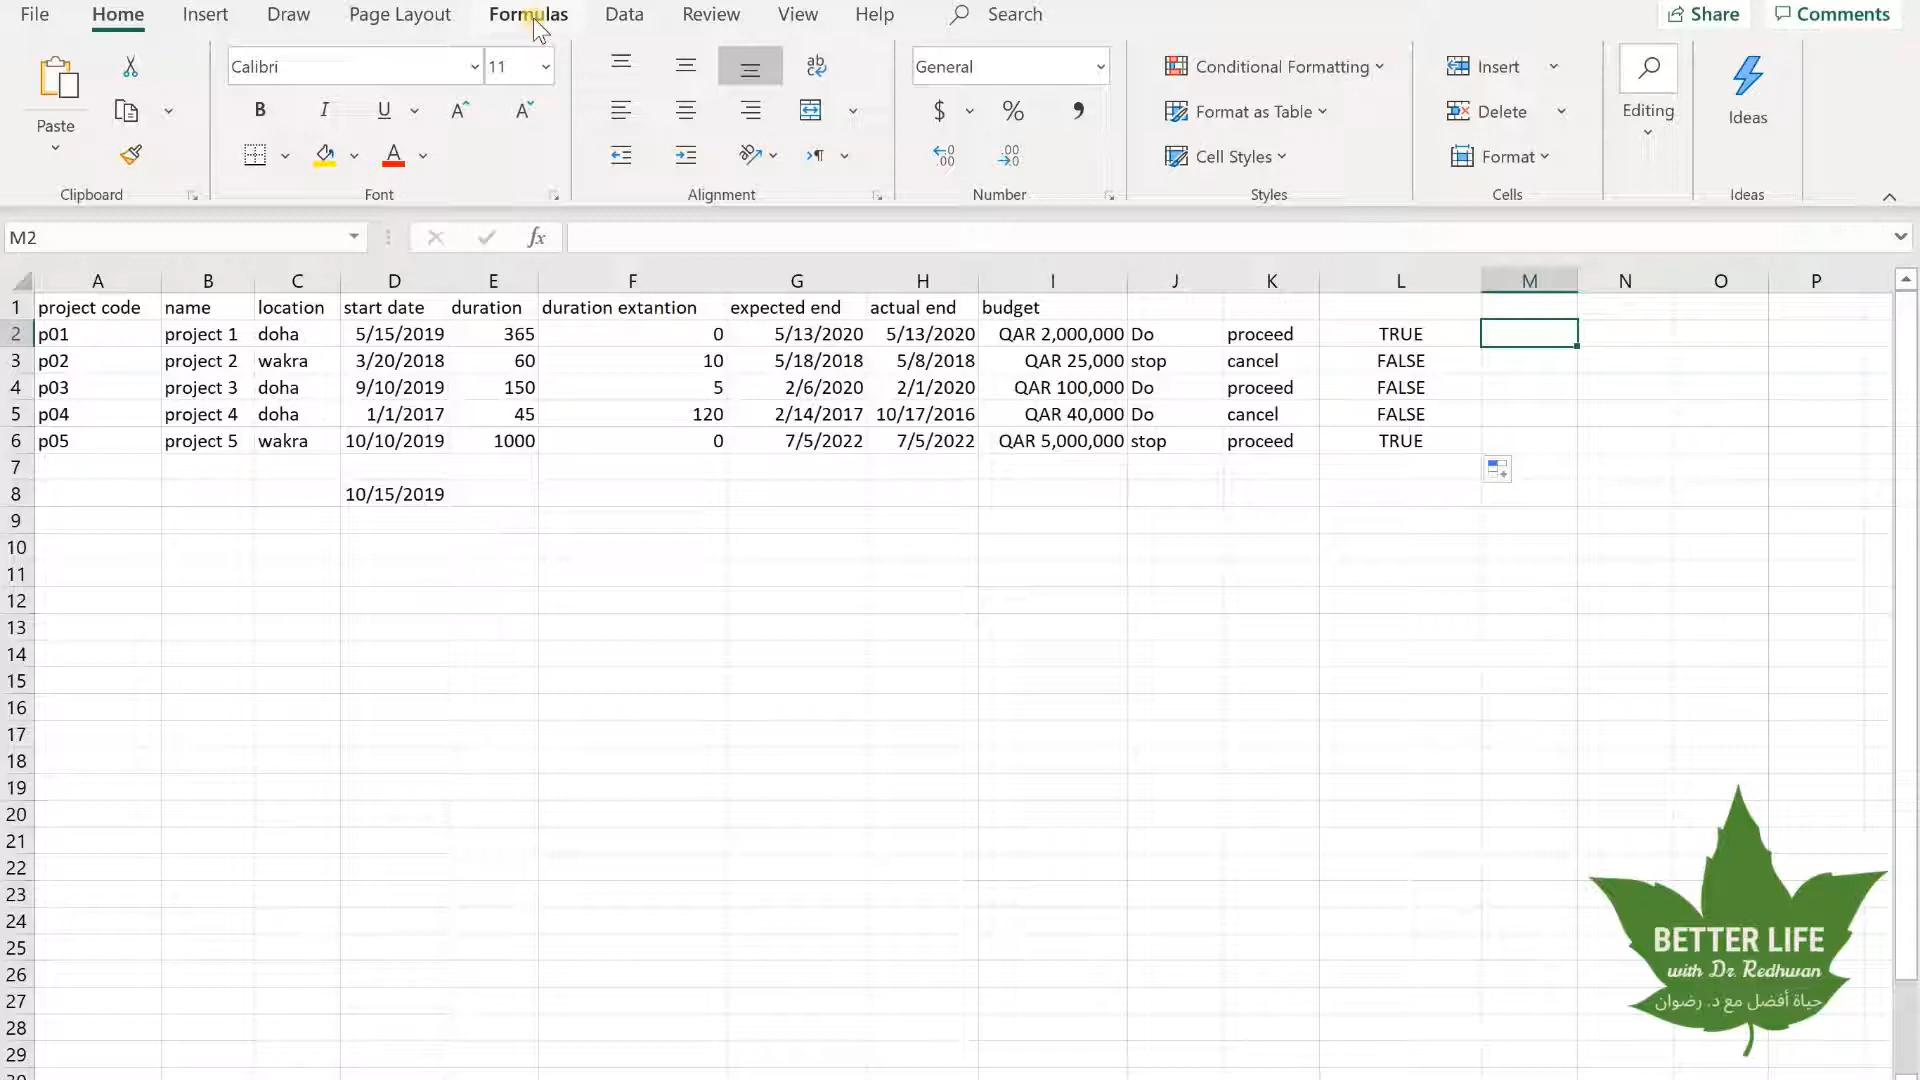 File Home Insert Draw Page Layout Formulas Data Review View Help Search Share Comments
Calibri 11 General Conditional Formatting Insert
Paste B I U A A $ % , Format as Table Delete Editing Ideas
A Cell Styles Format
Clipboard Font Alignment Number Styles Cells Ideas
M2 fx
A B C D E F G H I J K L M N O P
1 project code name location start date duration duration extantion expected end actual end budget
2 p01 project 1 doha 5/15/2019 365 0 5/13/2020 5/13/2020 QAR 2,000,000 Do proceed TRUE
3 p02 project 2 wakra 3/20/2018 60 10 5/18/2018 5/8/2018 QAR 25,000 stop cancel FALSE
4 p03 project 3 doha 9/10/2019 150 5 2/6/2020 2/1/2020 QAR 100,000 Do proceed FALSE
5 p04 project 4 doha 1/1/2017 45 120 2/14/2017 10/17/2016 QAR 40,000 Do cancel FALSE
6 p05 project 5 wakra 10/10/2019 1000 0 7/5/2022 7/5/2022 QAR 5,000,000 stop proceed TRUE
7
8 10/15/2019
9
10
11
12
13
14
15
16
17
18
19
20
21
22
23
24
25
26
27
28
29
BETTER LIFE
with Dr. Redhwan
حياة أفضل مع د. رضوان